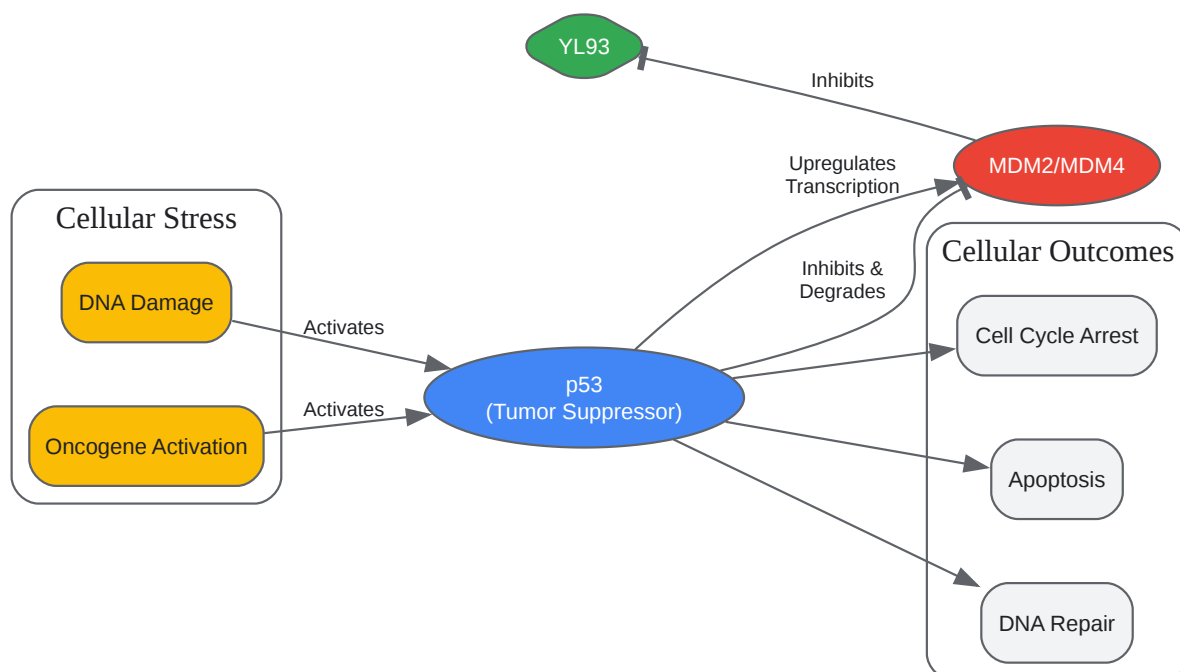 YL93
Inhibits
MDM2/MDM4
Upregulates
Transcription
Cellular Stress
Cellular Outcomes
DNA Damage
Inhibits &
Degrades
Activates
Cell Cycle Arrest
p53
(Tumor Suppressor)
Activates
Oncogene Activation
Apoptosis
DNA Repair